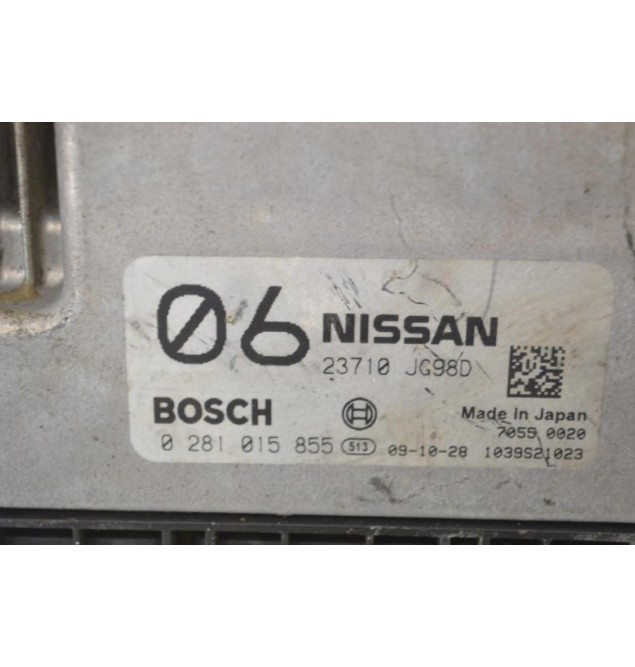 06 NISSAN
23710 JG98D
BOSCH
Made in Japan
7055 0020
0 281 015 855 513 09-10-28 1039S21023